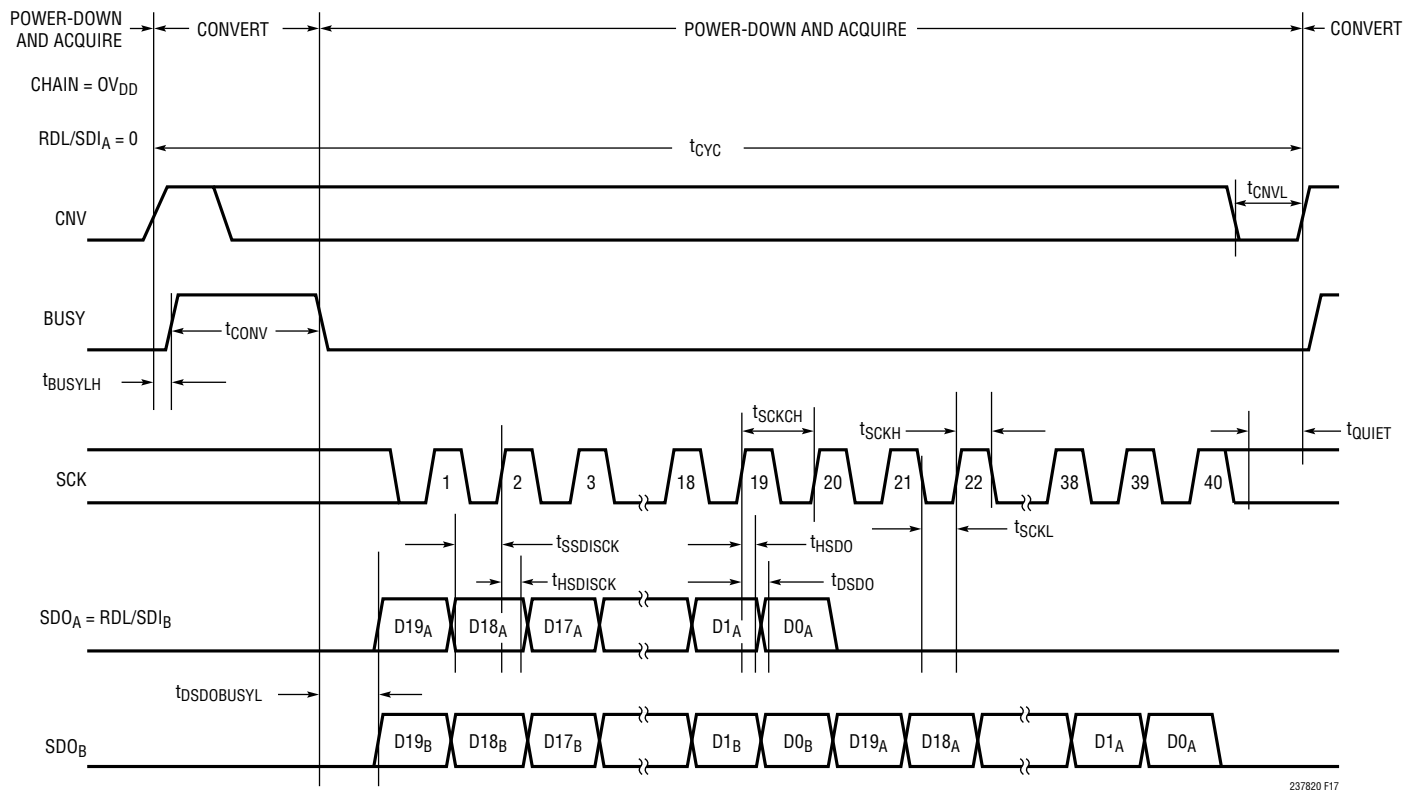 POWER-DOWN
AND ACQUIRE
CONVERT
POWER-DOWN AND ACQUIRE
CONVERT
CHAIN = OVDD
RDL/SDIA = 0
tCYC
CNV
tCNVL
BUSY
tCONV
tBUSYLH
tSCKCH
tSCKH
tQUIET
SCK
1 2 3 18 19 20 21 22 38 39 40
tSSDISCK
tHSDO
tSCKL
tHSDISCK
tDSDO
SDOA = RDL/SDIB
D19A D18A D17A D1A D0A
tDSDOBUSYL
SDOB
D19B D18B D17B D1B D0B D19A D18A D1A D0A
237820 F17